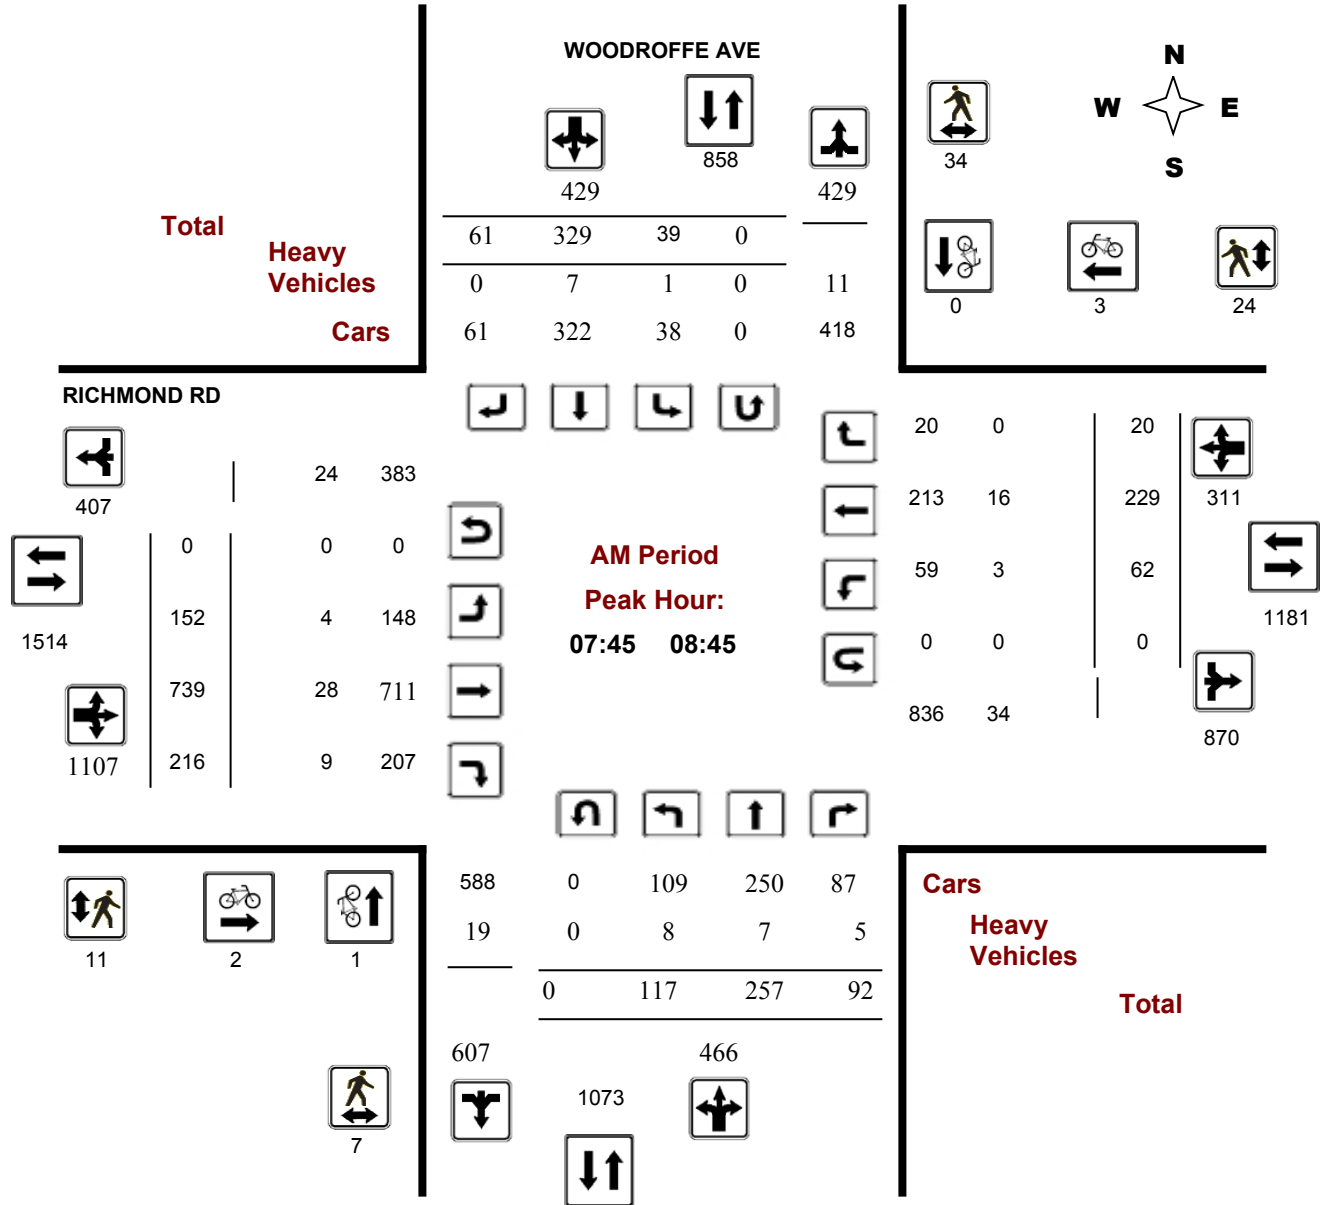 WOODROFFE AVE
N
W E
S
858
34
429 429
Total 61 329 39 0
Heavy
Vehicles 0 7 1 0 11
Cars 61 322 38 0 418
0 3 24
RICHMOND RD
20 0 20
24 383
407
213 16 229 311
0 0 0
AM Period
59 3 62
Peak Hour:
152 4 148
1181
1514
07:45 08:45
0 0 0
739 28 711
836 34
870
1107 216 9 207
588 0 109 250 87 Cars
19 0 8 7 5 Heavy
Vehicles
11 2 1
0 117 257 92
Total
607 466
1073
7